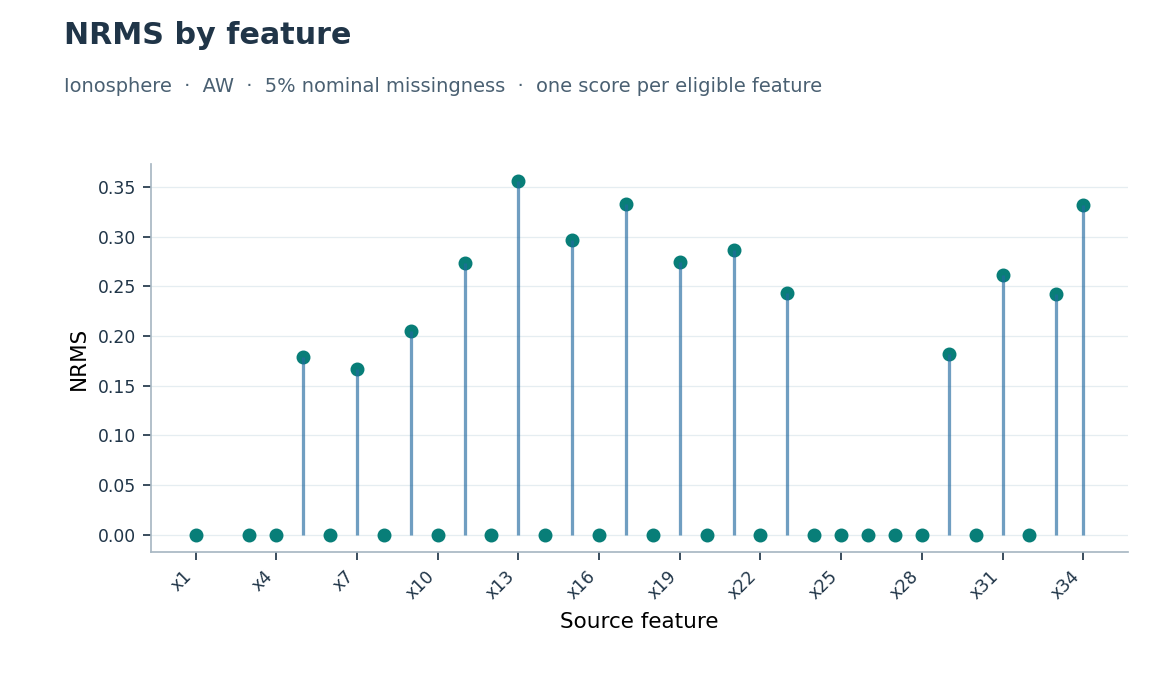 NRMS by feature
Ionosphere · AW · 5% nominal missingness · one score per eligible feature
NRMS
0.35
0.30
0.25
0.20
0.15
0.10
0.05
0.00
x1 x4 x7 x10 x13 x16 x19 x22 x25 x28 x31 x34
Source feature